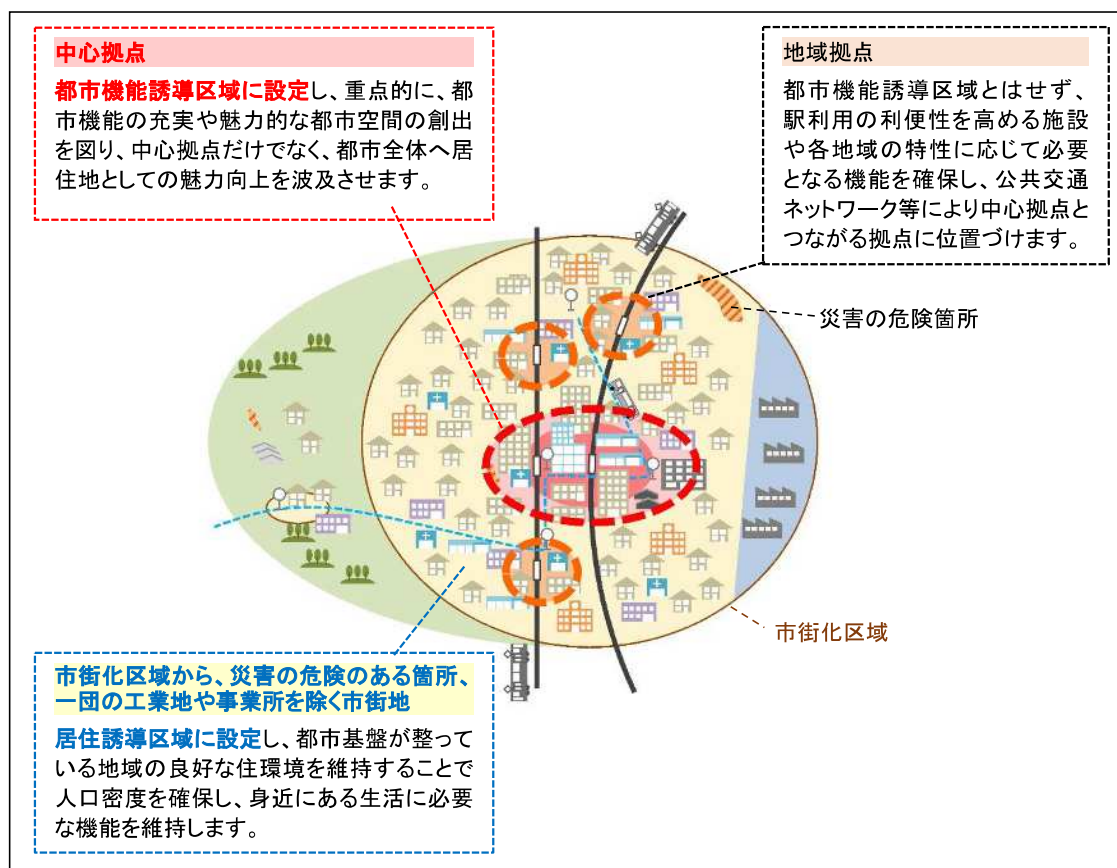 中心拠点
都市機能誘導区域に設定し、重点的に、都
市機能の充実や魅力的な都市空間の創出
を図り、中心拠点だけでなく、都市全体へ居
住地としての魅力向上を波及させます。
地域拠点
都市機能誘導区域とはせず、
駅利用の利便性を高める施設
や各地域の特性に応じて必要
となる機能を確保し、公共交通
ネットワーク等により中心拠点と
つながる拠点に位置づけます。
災害の危険箇所
市街化区域
市街化区域から、災害の危険のある箇所、
一団の工業地や事業所を除く市街地
居住誘導区域に設定し、都市基盤が整って
いる地域の良好な住環境を維持することで
人口密度を確保し、身近にある生活に必要
な機能を維持します。